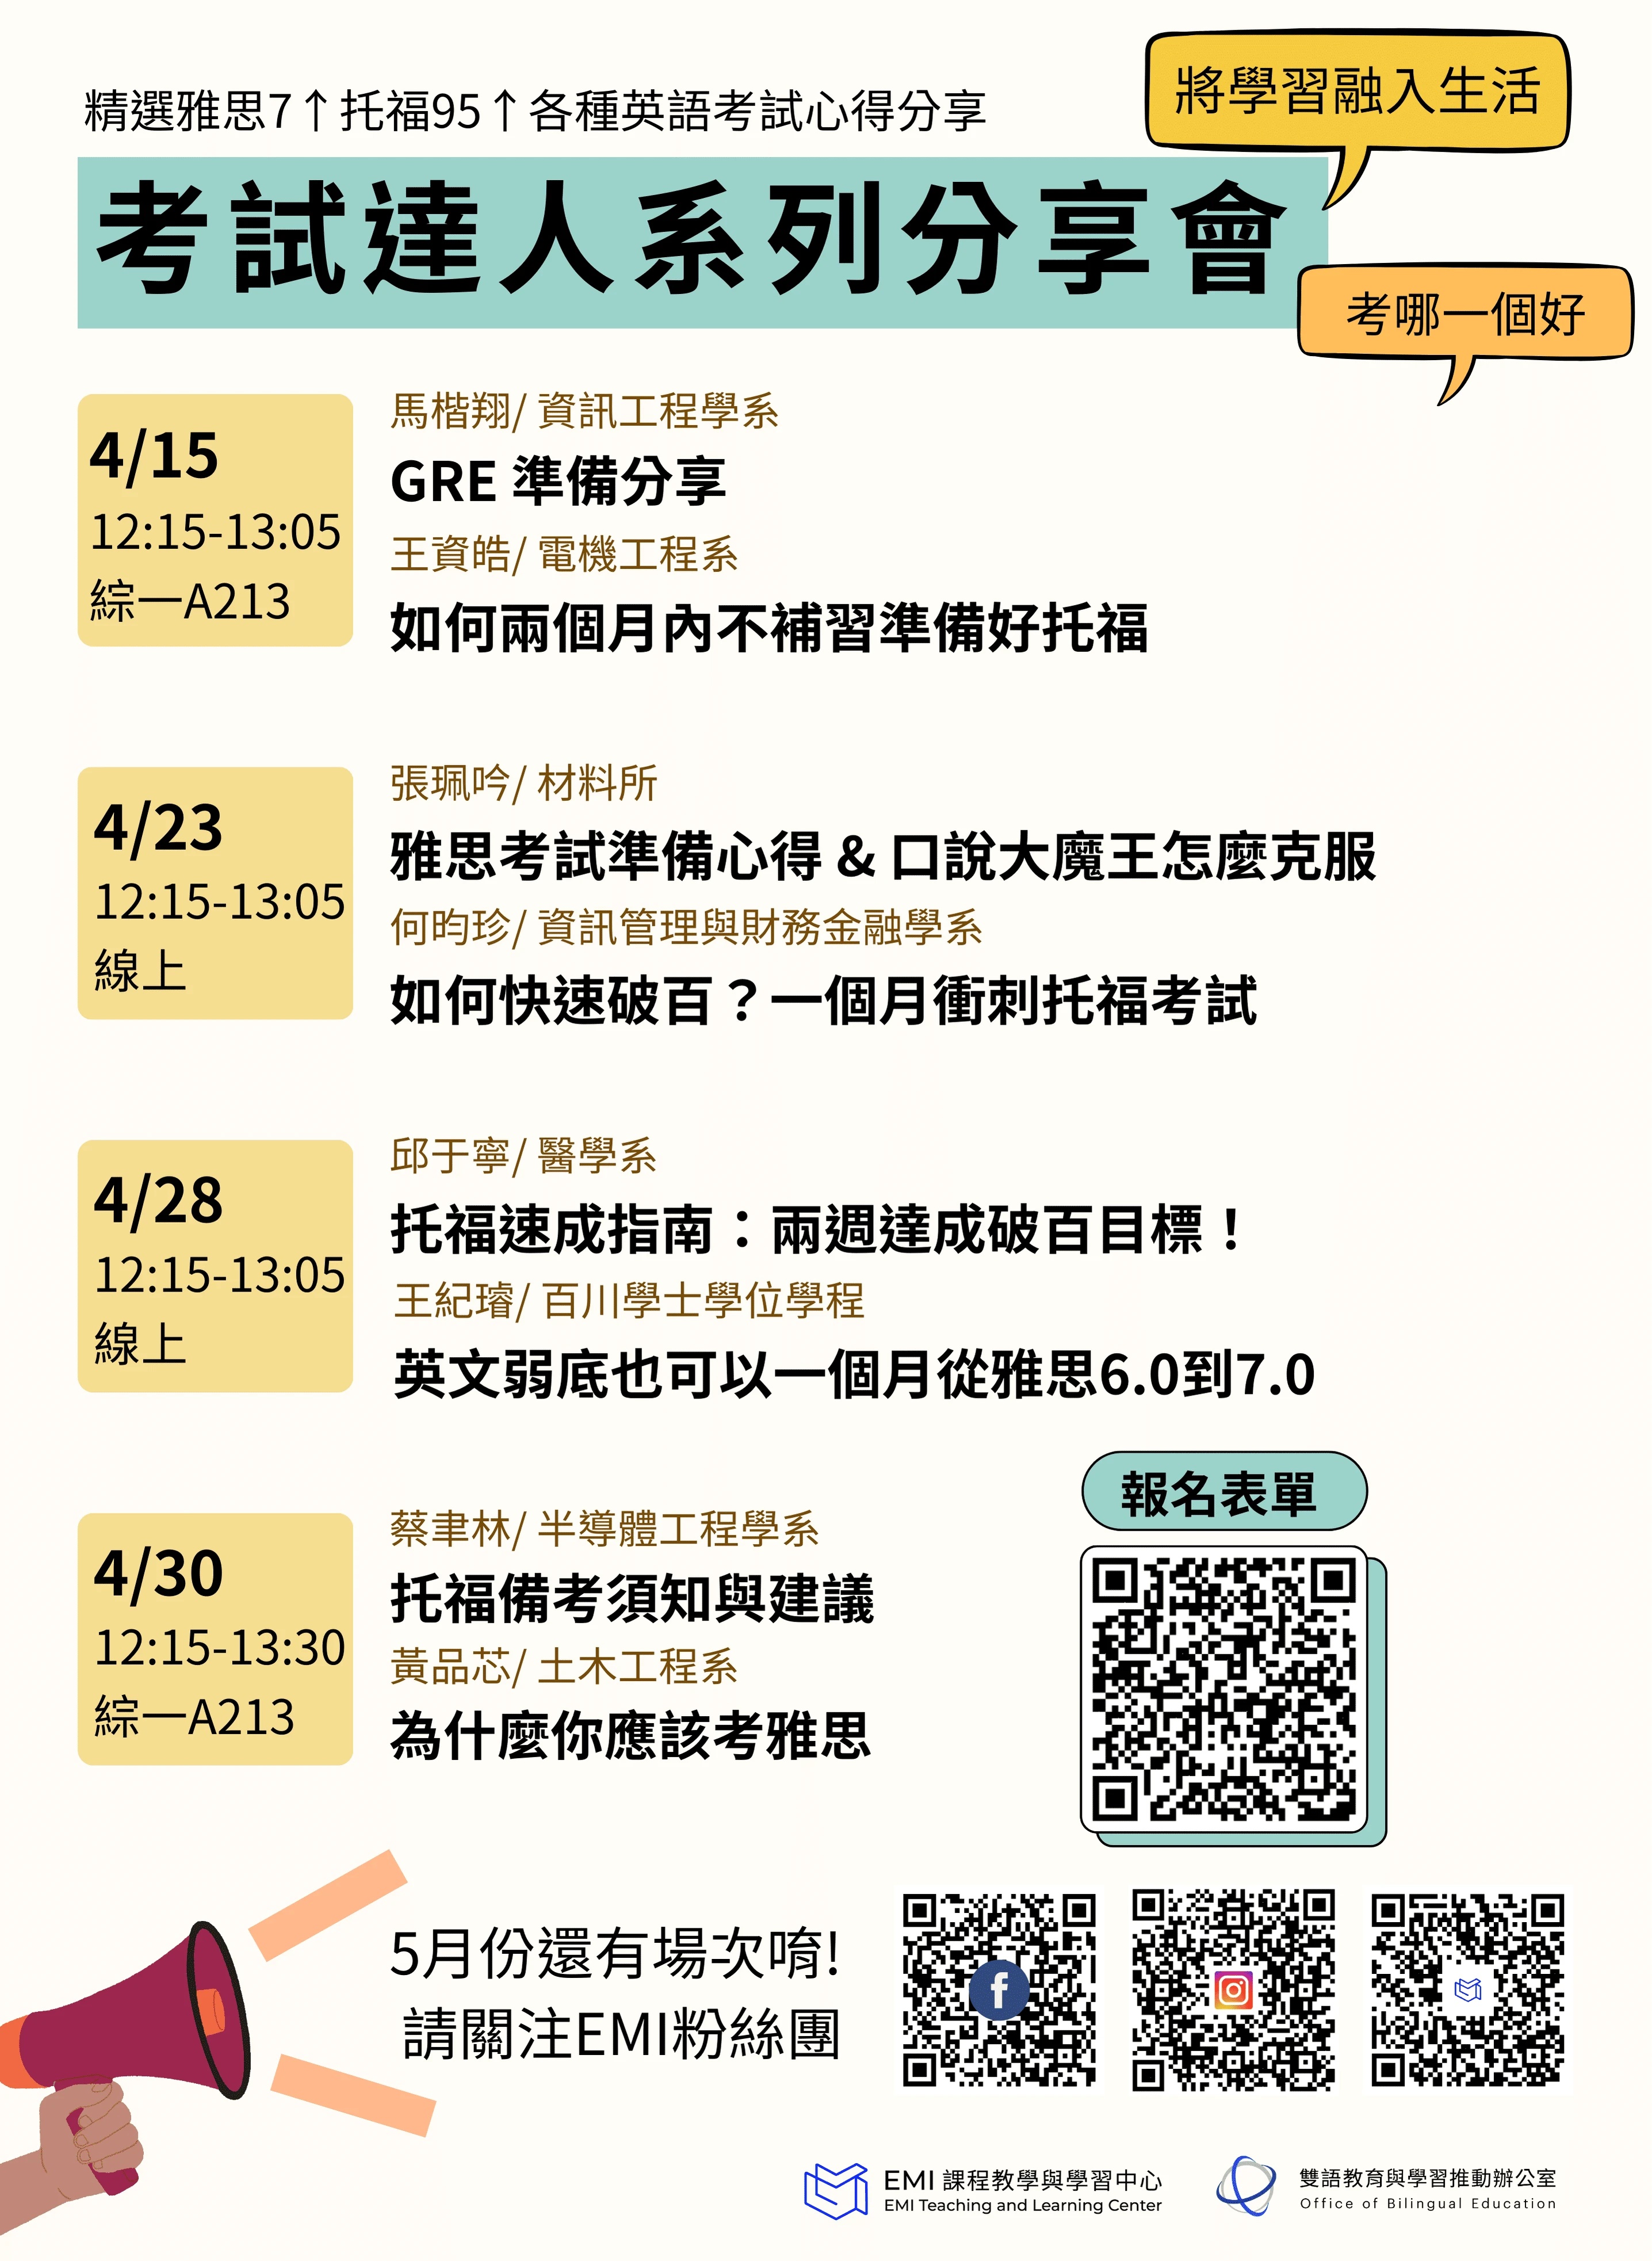 將學習融入生活
精選雅思7↑托福95↑各種英語考試心得分享
考試達人系列分享會
考哪一個好
4/15
12:15-13:05
綜一A213
馬楷翔/ 資訊工程學系
GRE 準備分享
王資皓/ 電機工程系
如何兩個月內不補習準備好托福
4/23
12:15-13:05
線上
張珮吟/ 材料所
雅思考試準備心得 & 口說大魔王怎麼克服
何昀珍/ 資訊管理與財務金融學系
如何快速破百？一個月衝刺托福考試
4/28
12:15-13:05
線上
邱于寧/ 醫學系
托福速成指南：兩週達成破百目標！
王紀璿/ 百川學士學位學程
英文弱底也可以一個月從雅思6.0到7.0
4/30
12:15-13:30
綜一A213
蔡聿林/ 半導體工程學系
托福備考須知與建議
黃品芯/ 土木工程系
為什麼你應該考雅思
報名表單
5月份還有場次唷!
請關注EMI粉絲團
EMI 課程教學與學習中心
EMI Teaching and Learning Center
雙語教育與學習推動辦公室
Office of Bilingual Education